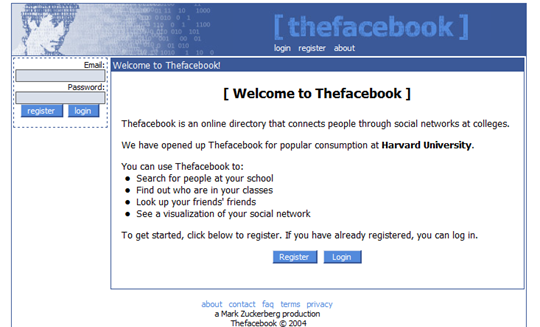 [ thefacebook ]
login register about
Email:
Password:
register login
Welcome to Thefacebook!
[ Welcome to Thefacebook ]
Thefacebook is an online directory that connects people through social networks at colleges.
We have opened up Thefacebook for popular consumption at Harvard University.
You can use Thefacebook to:
• Search for people at your school
• Find out who are in your classes
• Look up your friends' friends
• See a visualization of your social network
To get started, click below to register. If you have already registered, you can log in.
Register Login
about contact faq terms privacy
a Mark Zuckerberg production
Thefacebook © 2004